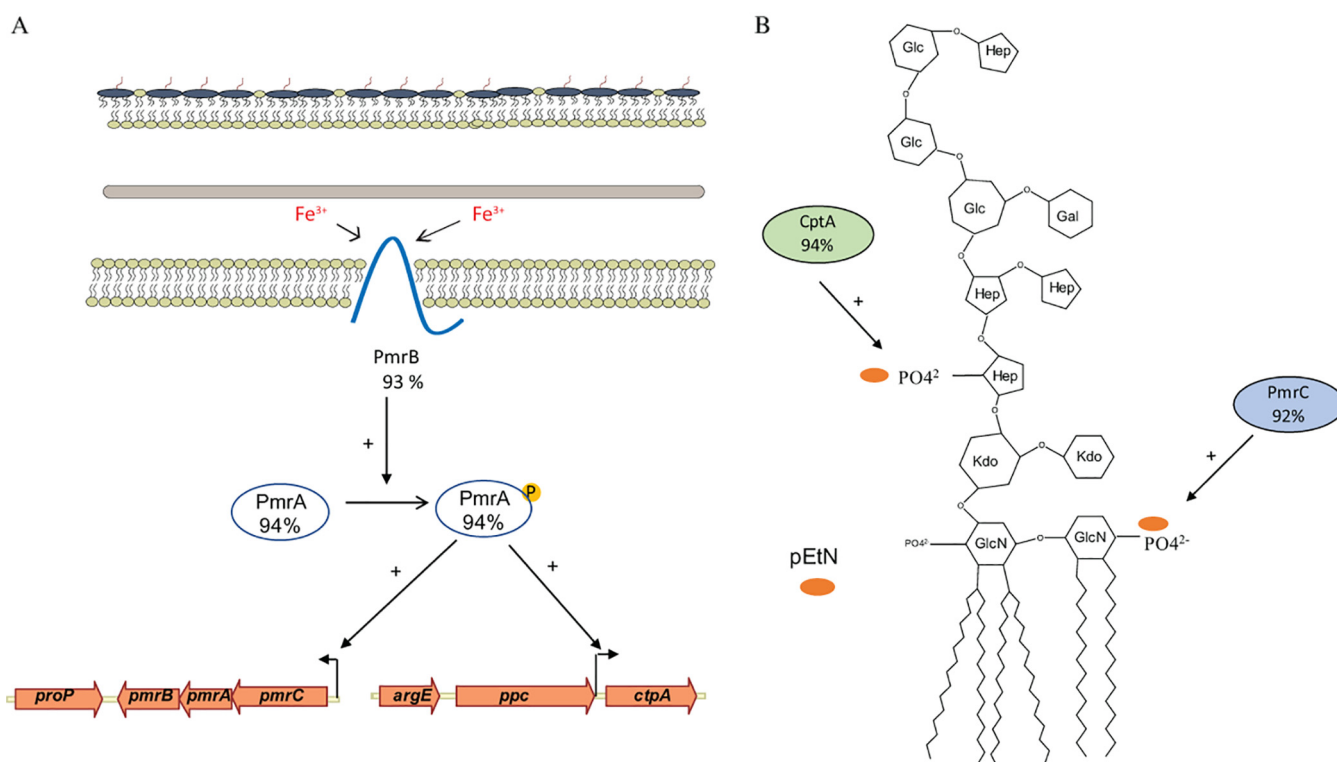 A
Fe³⁺ Fe³⁺
PmrB
93 %
+
PmrA
94%
PmrA
94%
P
+ +
proP pmrB pmrA pmrC argE ppc ctpA
B
Glc
Hep
Glc
Glc
Gal
CptA
94%
+
Hep
Hep
PO4²
Hep
PmrC
92%
+
Kdo
Kdo
PO4²⁻
GlcN
GlcN
PO4²⁻
pEtN
o
o
o
o
o
o
o
o
o
o
o